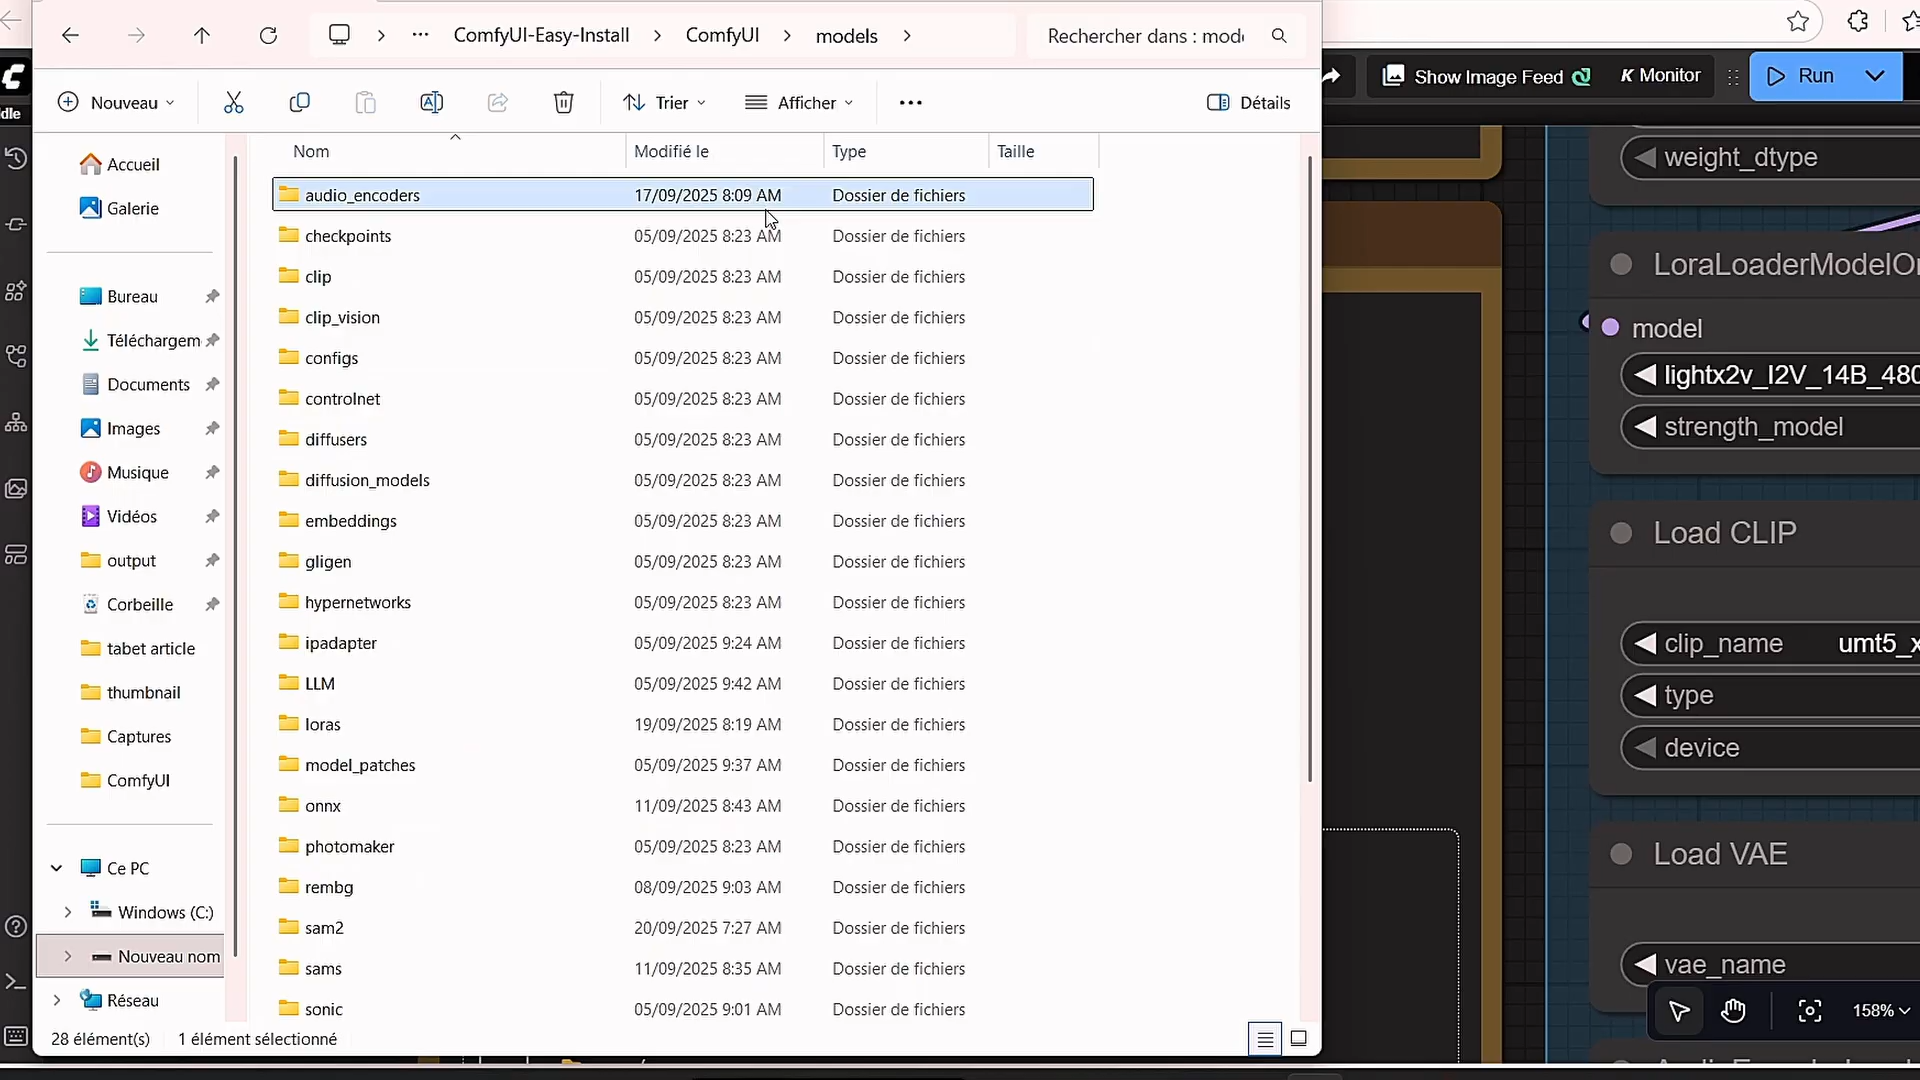 ComfyUI-Easy-Install
ComfyUI
models
Rechercher dans : mod
Nouveau
Trier
Afficher
Détails
Nom
Modifié le
Type
Taille
Accueil
Galerie
Bureau
Téléchargem
Documents
Images
Musique
Vidéos
output
Corbeille
tabet article
thumbnail
Captures
ComfyUI
Ce PC
Windows (C:)
Nouveau nom
Réseau
audio_encoders 17/09/2025 8:09 AM Dossier de fichiers
checkpoints 05/09/2025 8:23 AM Dossier de fichiers
clip 05/09/2025 8:23 AM Dossier de fichiers
clip_vision 05/09/2025 8:23 AM Dossier de fichiers
configs 05/09/2025 8:23 AM Dossier de fichiers
controlnet 05/09/2025 8:23 AM Dossier de fichiers
diffusers 05/09/2025 8:23 AM Dossier de fichiers
diffusion_models 05/09/2025 8:23 AM Dossier de fichiers
embeddings 05/09/2025 8:23 AM Dossier de fichiers
gligen 05/09/2025 8:23 AM Dossier de fichiers
hypernetworks 05/09/2025 8:23 AM Dossier de fichiers
ipadapter 05/09/2025 9:24 AM Dossier de fichiers
LLM 05/09/2025 9:42 AM Dossier de fichiers
loras 19/09/2025 8:19 AM Dossier de fichiers
model_patches 05/09/2025 9:37 AM Dossier de fichiers
onnx 11/09/2025 8:43 AM Dossier de fichiers
photomaker 05/09/2025 8:23 AM Dossier de fichiers
rembg 08/09/2025 9:03 AM Dossier de fichiers
sam2 20/09/2025 7:27 AM Dossier de fichiers
sams 11/09/2025 8:35 AM Dossier de fichiers
sonic 05/09/2025 9:01 AM Dossier de fichiers
28 élément(s) 1 élément sélectionné
dle
Show Image Feed
K Monitor
Run
weight_dtype
LoraLoaderModelOn
model
lightx2v_I2V_14B_480
strength_model
Load CLIP
clip_name umt5_x
type
device
Load VAE
vae_name
158%